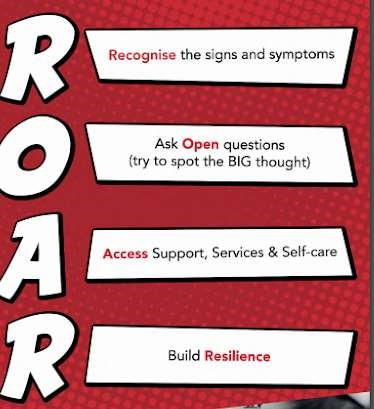 R
Recognise the signs and symptoms
O
Ask Open questions
(try to spot the BIG thought)
A
Access Support, Services & Self-care
R
Build Resilience